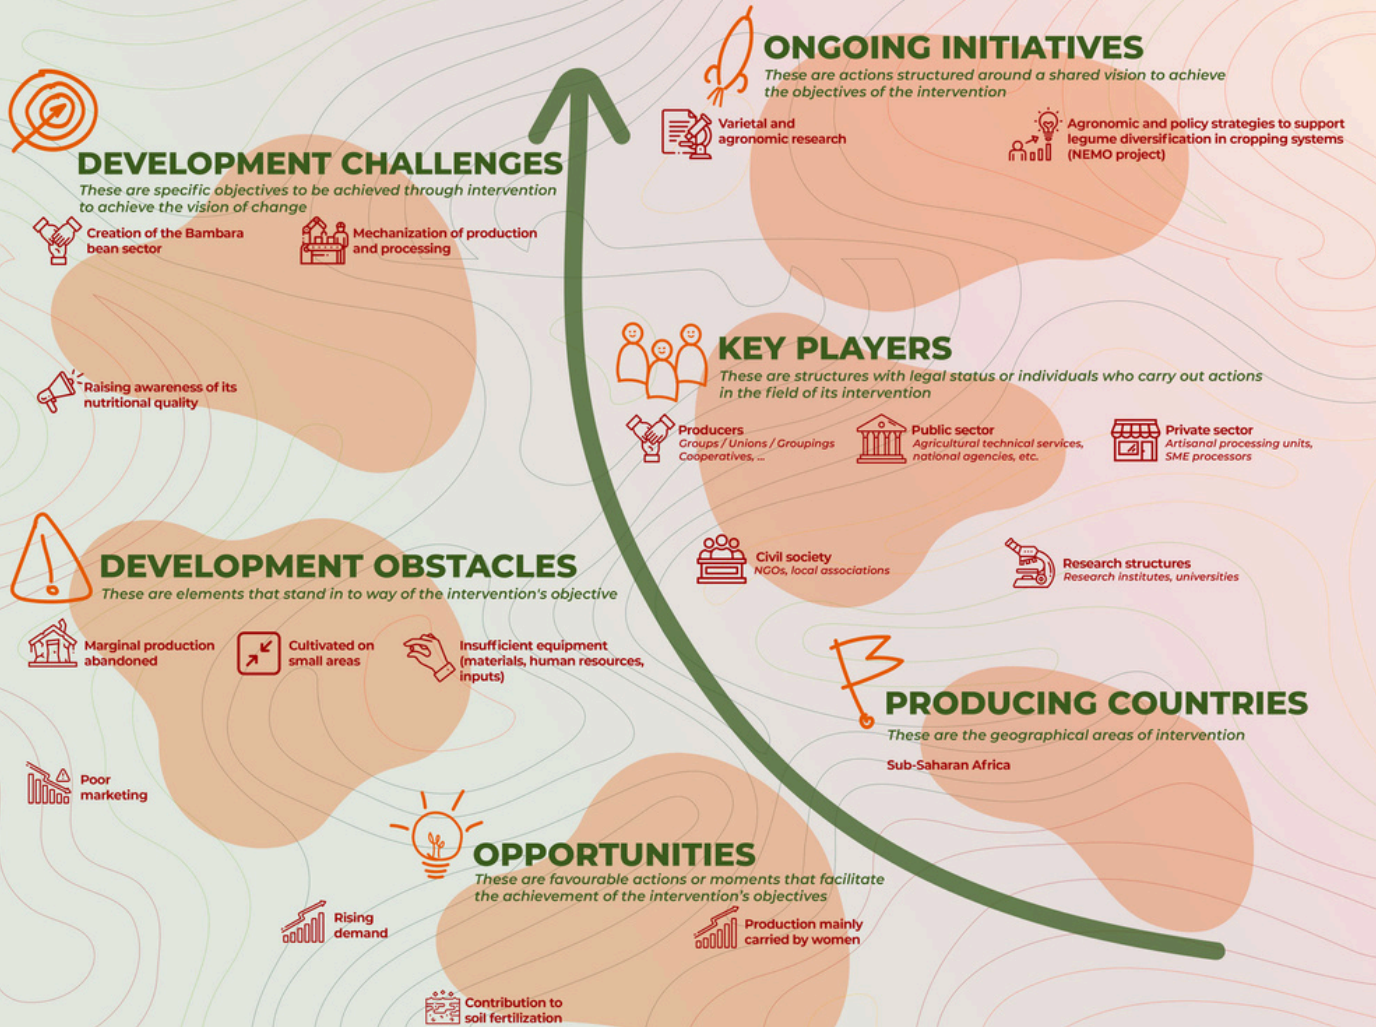 ONGOING INITIATIVES
These are actions structured around a shared vision to achieve
the objectives of the intervention
Varietal and
agronomic research
Agronomic and policy strategies to support
legume diversification in cropping systems
(NEMO project)
DEVELOPMENT CHALLENGES
These are specific objectives to be achieved through intervention
to achieve the vision of change
Creation of the Bambara
bean sector
Mechanization of production
and processing
Raising awareness of its
nutritional quality
KEY PLAYERS
These are structures with legal status or individuals who carry out actions
in the field of its intervention
Producers
Groups / Unions / Groupings
Cooperatives, ...
Public sector
Agricultural technical services,
national agencies, etc.
Private sector
Artisanal processing units,
SME processors
Civil society
NGOs, local associations
Research structures
Research institutes, universities
DEVELOPMENT OBSTACLES
These are elements that stand in to way of the intervention's objective
Marginal production
abandoned
Cultivated on
small areas
Insufficient equipment
(materials, human resources,
inputs)
Poor
marketing
PRODUCING COUNTRIES
These are the geographical areas of intervention
Sub-Saharan Africa
OPPORTUNITIES
These are favourable actions or moments that facilitate
the achievement of the intervention's objectives
Rising
demand
Production mainly
carried by women
Contribution to
soil fertilization